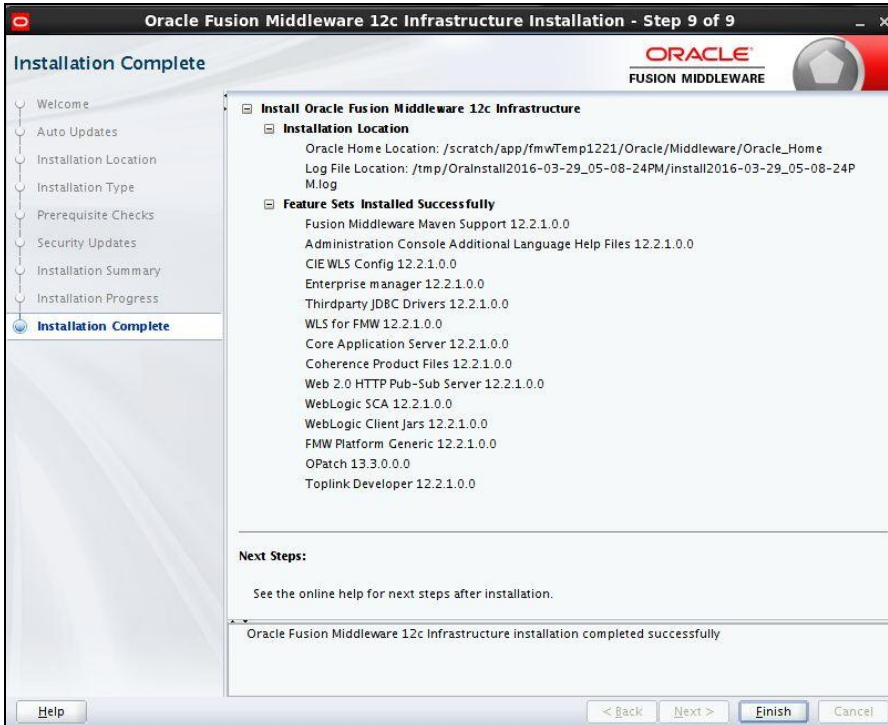 Oracle Fusion Middleware 12c Infrastructure Installation - Step 9 of 9
Installation Complete
ORACLE
FUSION MIDDLEWARE
Welcome
Auto Updates
Installation Location
Installation Type
Prerequisite Checks
Security Updates
Installation Summary
Installation Progress
Installation Complete
Install Oracle Fusion Middleware 12c Infrastructure
Installation Location
Oracle Home Location: /scratch/app/fmwTemp1221/Oracle/Middleware/Oracle_Home
Log File Location: /tmp/OraInstall2016-03-29_05-08-24PM/install2016-03-29_05-08-24P
M.log
Feature Sets Installed Successfully
Fusion Middleware Maven Support 12.2.1.0.0
Administration Console Additional Language Help Files 12.2.1.0.0
CIE WLS Config 12.2.1.0.0
Enterprise manager 12.2.1.0.0
Thirdparty JDBC Drivers 12.2.1.0.0
WLS for FMW 12.2.1.0.0
Core Application Server 12.2.1.0.0
Coherence Product Files 12.2.1.0.0
Web 2.0 HTTP Pub-Sub Server 12.2.1.0.0
WebLogic SCA 12.2.1.0.0
WebLogic Client Jars 12.2.1.0.0
FMW Platform Generic 12.2.1.0.0
OPatch 13.3.0.0.0
Toplink Developer 12.2.1.0.0
Next Steps:
See the online help for next steps after installation.
Oracle Fusion Middleware 12c Infrastructure installation completed successfully
Help
< Back
Next >
Finish
Cancel